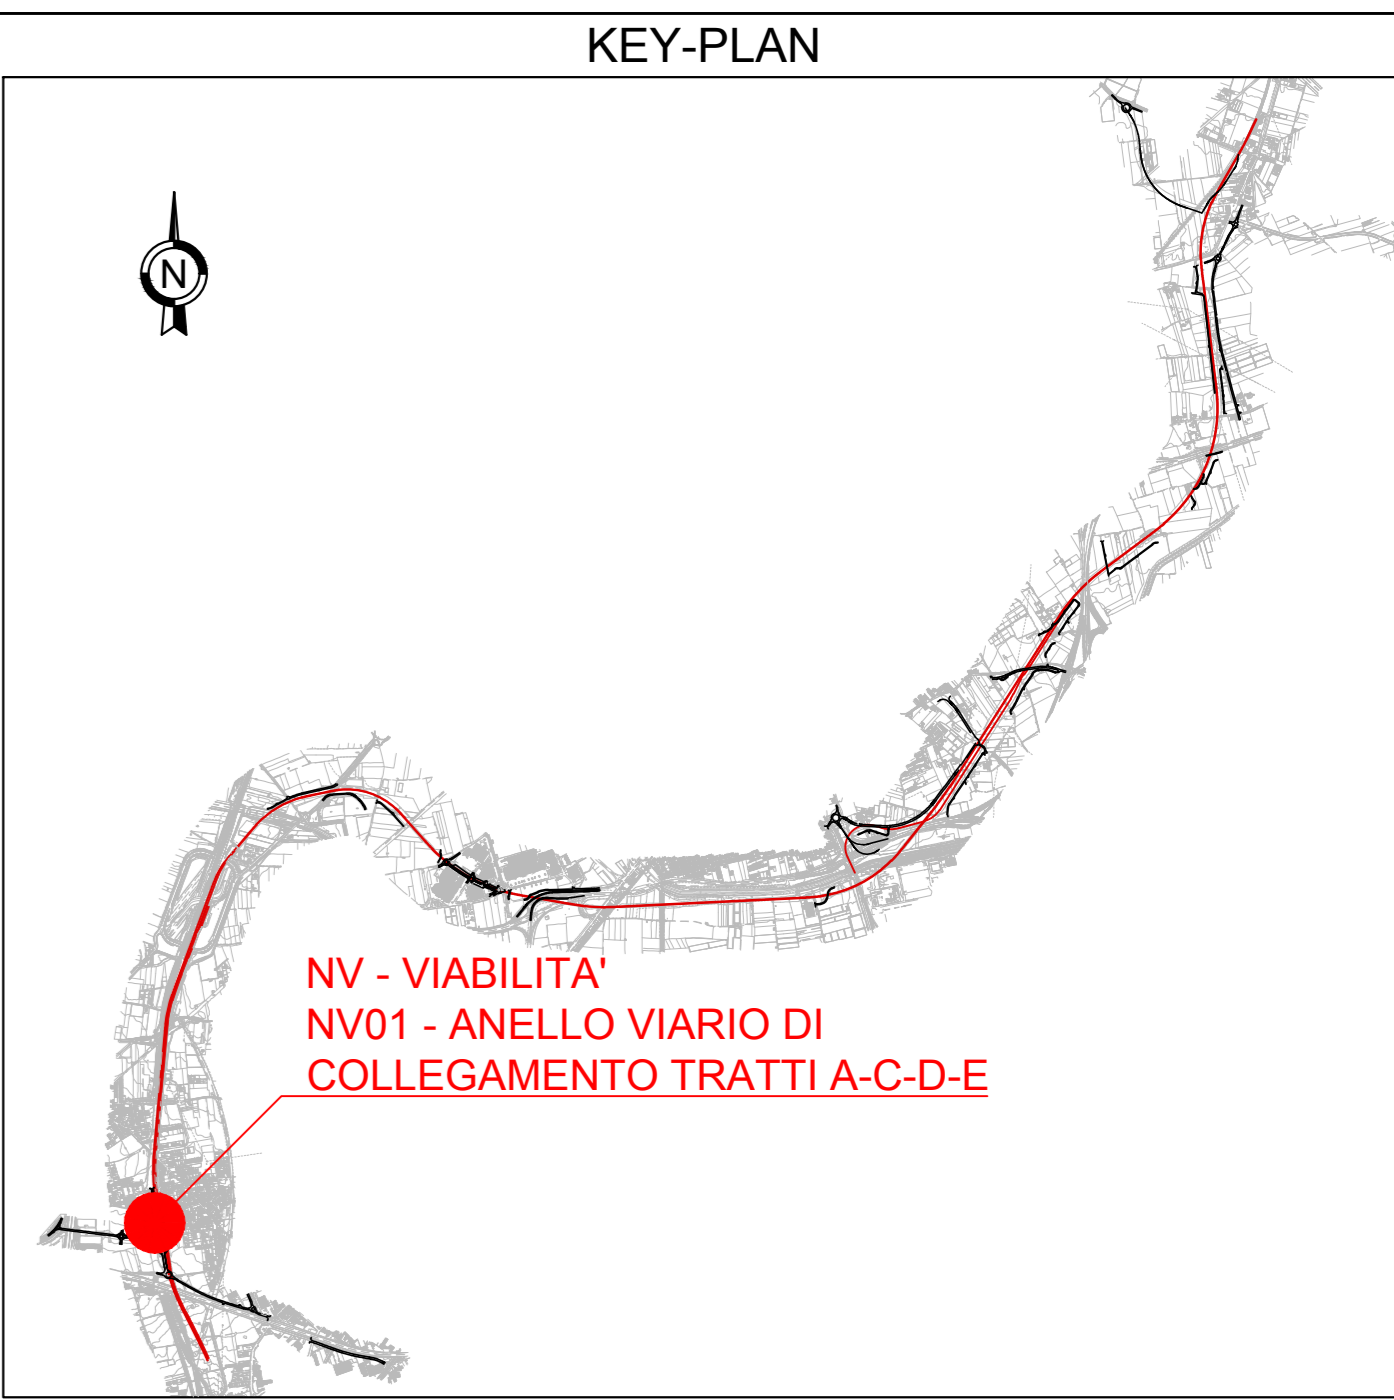 KEY-PLAN
N
NV - VIABILITA'
NV01 - ANELLO VIARIO DI
COLLEGAMENTO TRATTI A-C-D-E